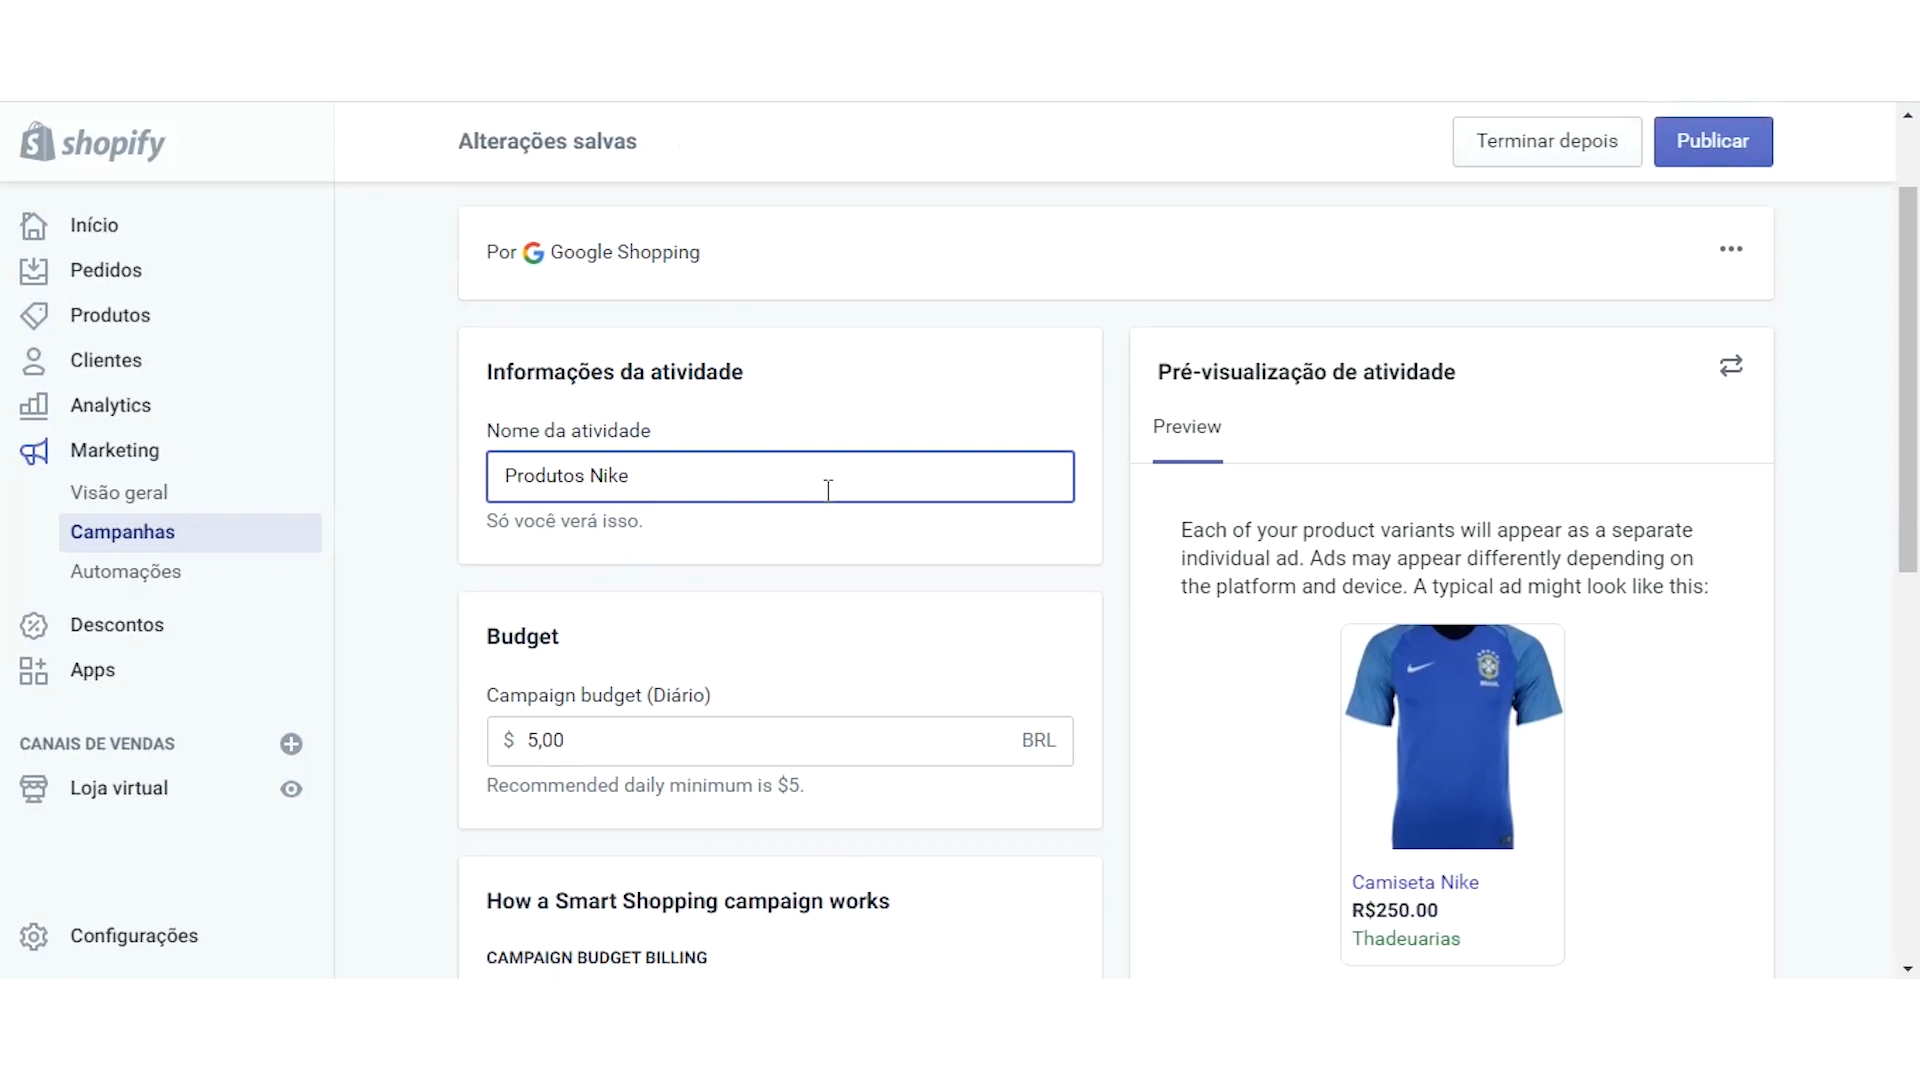 shopify
Alterações salvas
Terminar depois
Publicar
Início
Pedidos
Produtos
Clientes
Analytics
Marketing
Visão geral
Campanhas
Automações
Descontos
Apps
CANAIS DE VENDAS
Loja virtual
Configurações
Por Google Shopping
Informações da atividade
Nome da atividade
Produtos Nike
Só você verá isso.
Budget
Campaign budget (Diário)
$ 5,00 BRL
Recommended daily minimum is $5.
How a Smart Shopping campaign works
CAMPAIGN BUDGET BILLING
Pré-visualização de atividade
Preview
Each of your product variants will appear as a separate
individual ad. Ads may appear differently depending on
the platform and device. A typical ad might look like this:
BRASIL
Camiseta Nike
R$250.00
Thadeuarias